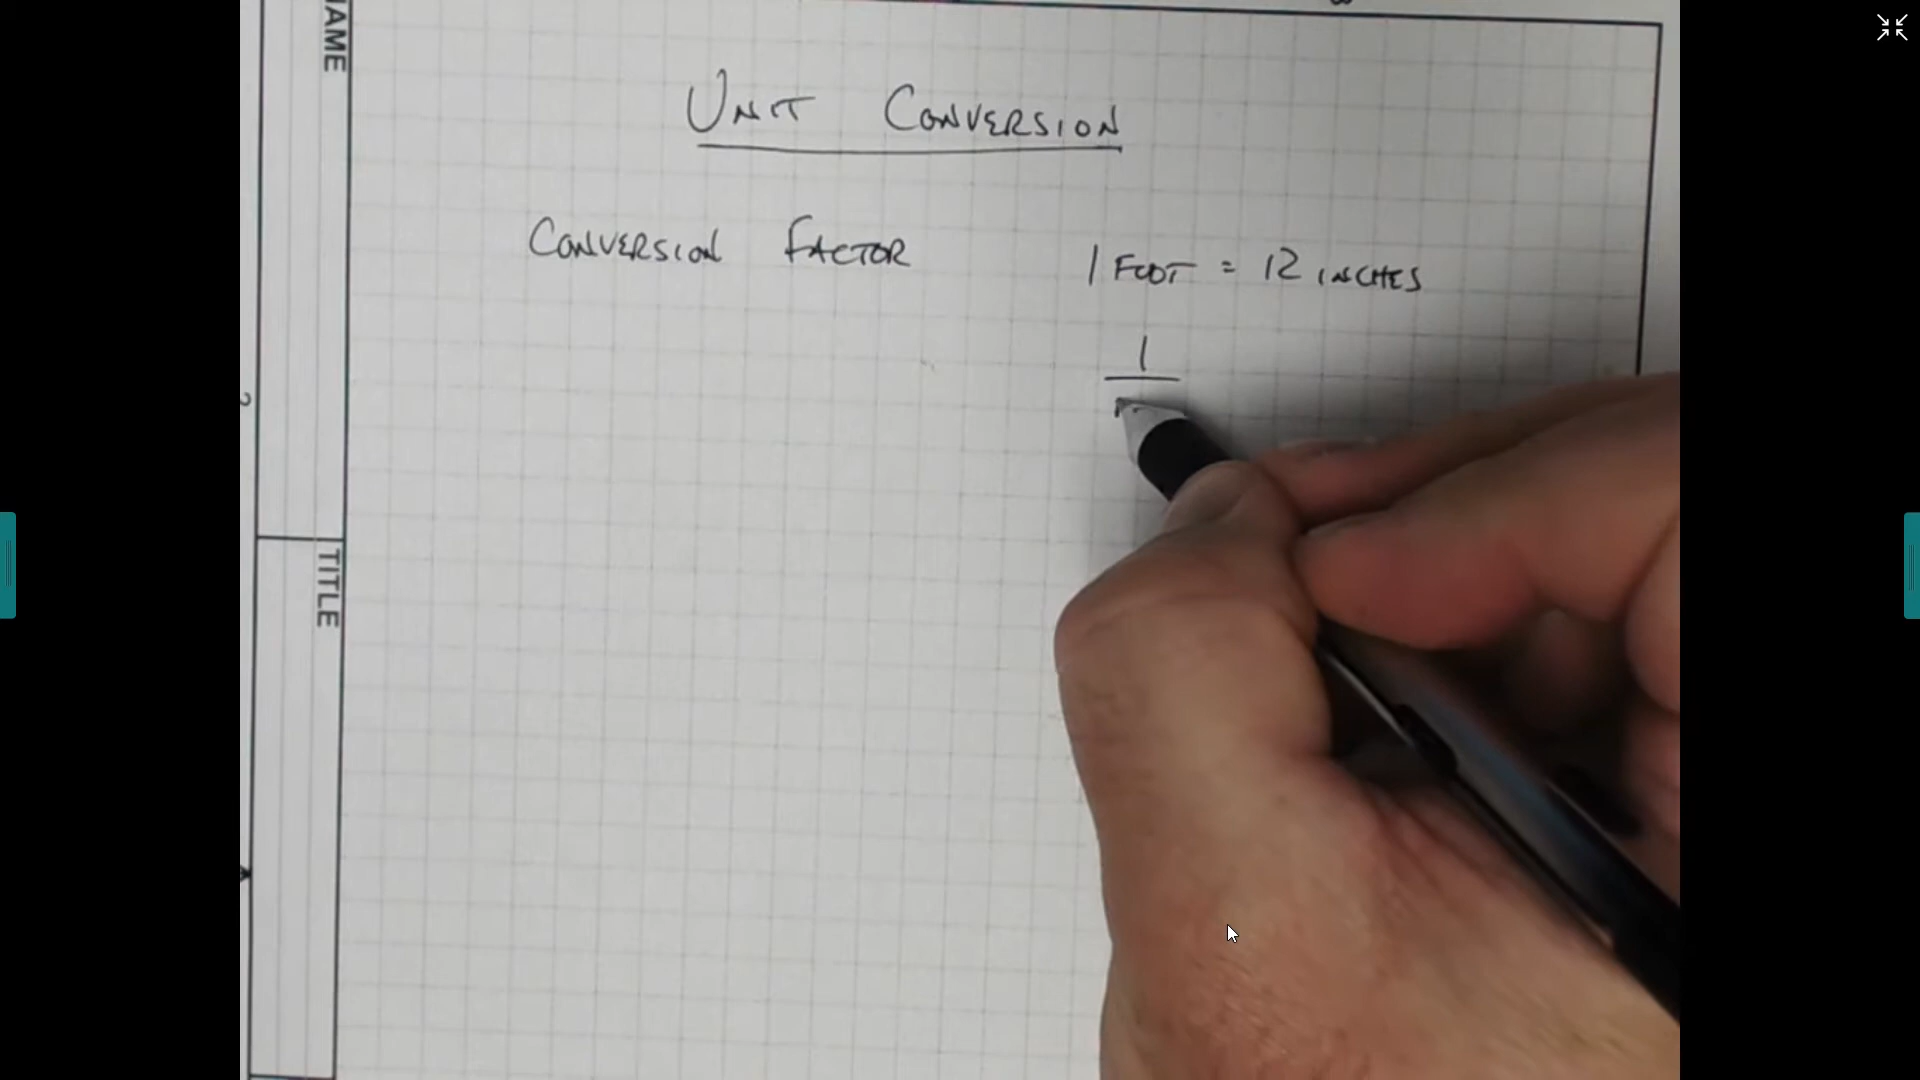 NAME
UNIT CONVERSION
CONVERSION FACTOR
1 FOOT = 12 INCHES
1
TITLE